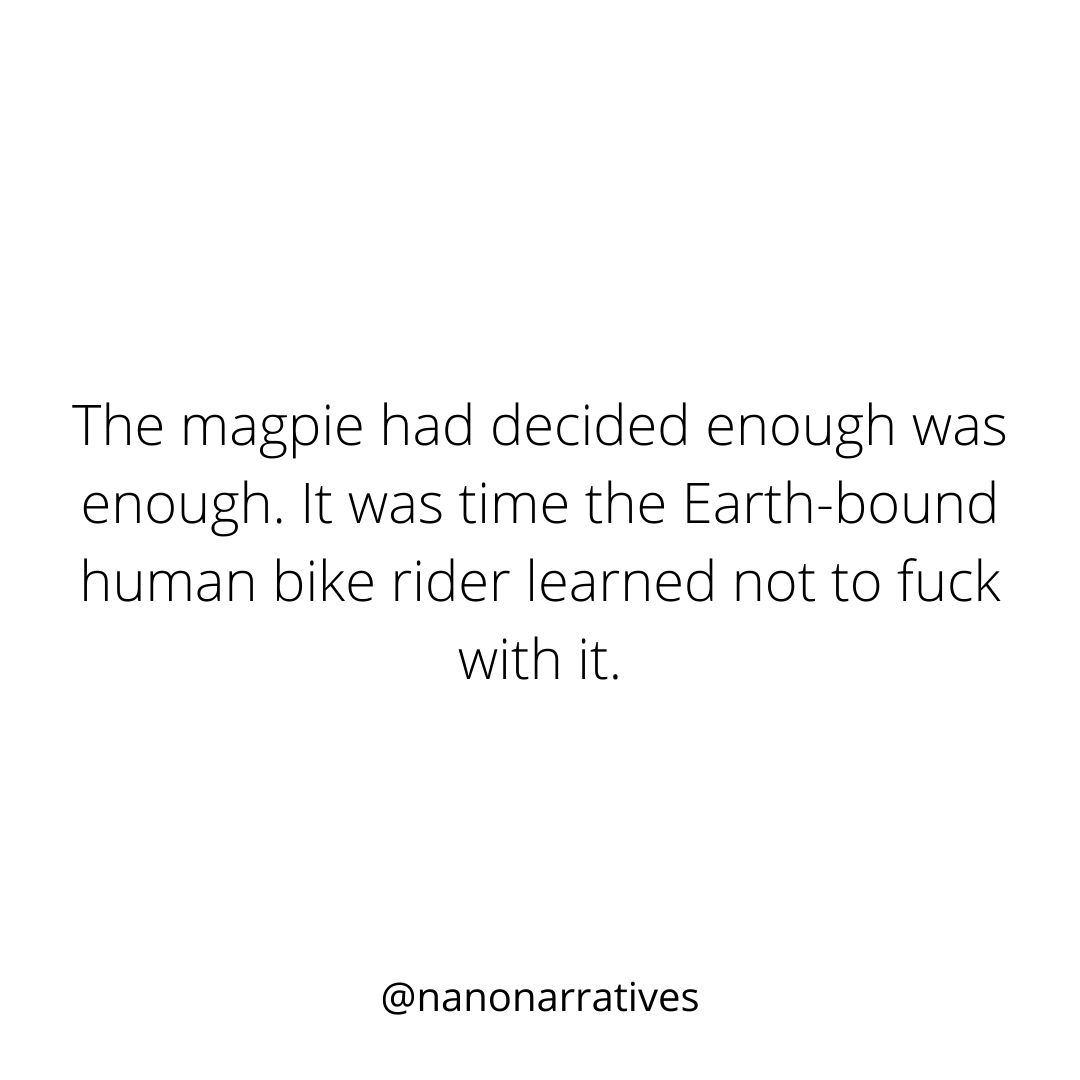 The magpie had decided enough was
enough. It was time the Earth-bound
human bike rider learned not to fuck
with it.
@nanonarratives